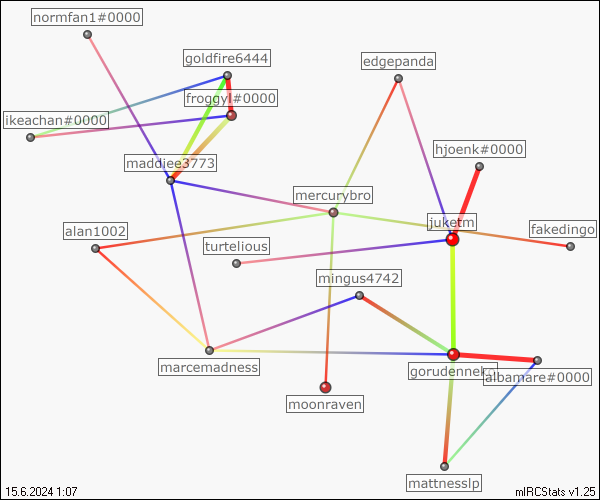 normfan1#0000
goldfire6444
edgepanda
froggyl#0000
ikeachan#0000
hjoenk#0000
maddiee3773
mercurybro
juketm
alan1002
fakedingo
turtelious
mingus4742
marcemadness
albamare#0000
moonraven
mattnesslp
15.6.2024 1:07
mIRCStats v1.25